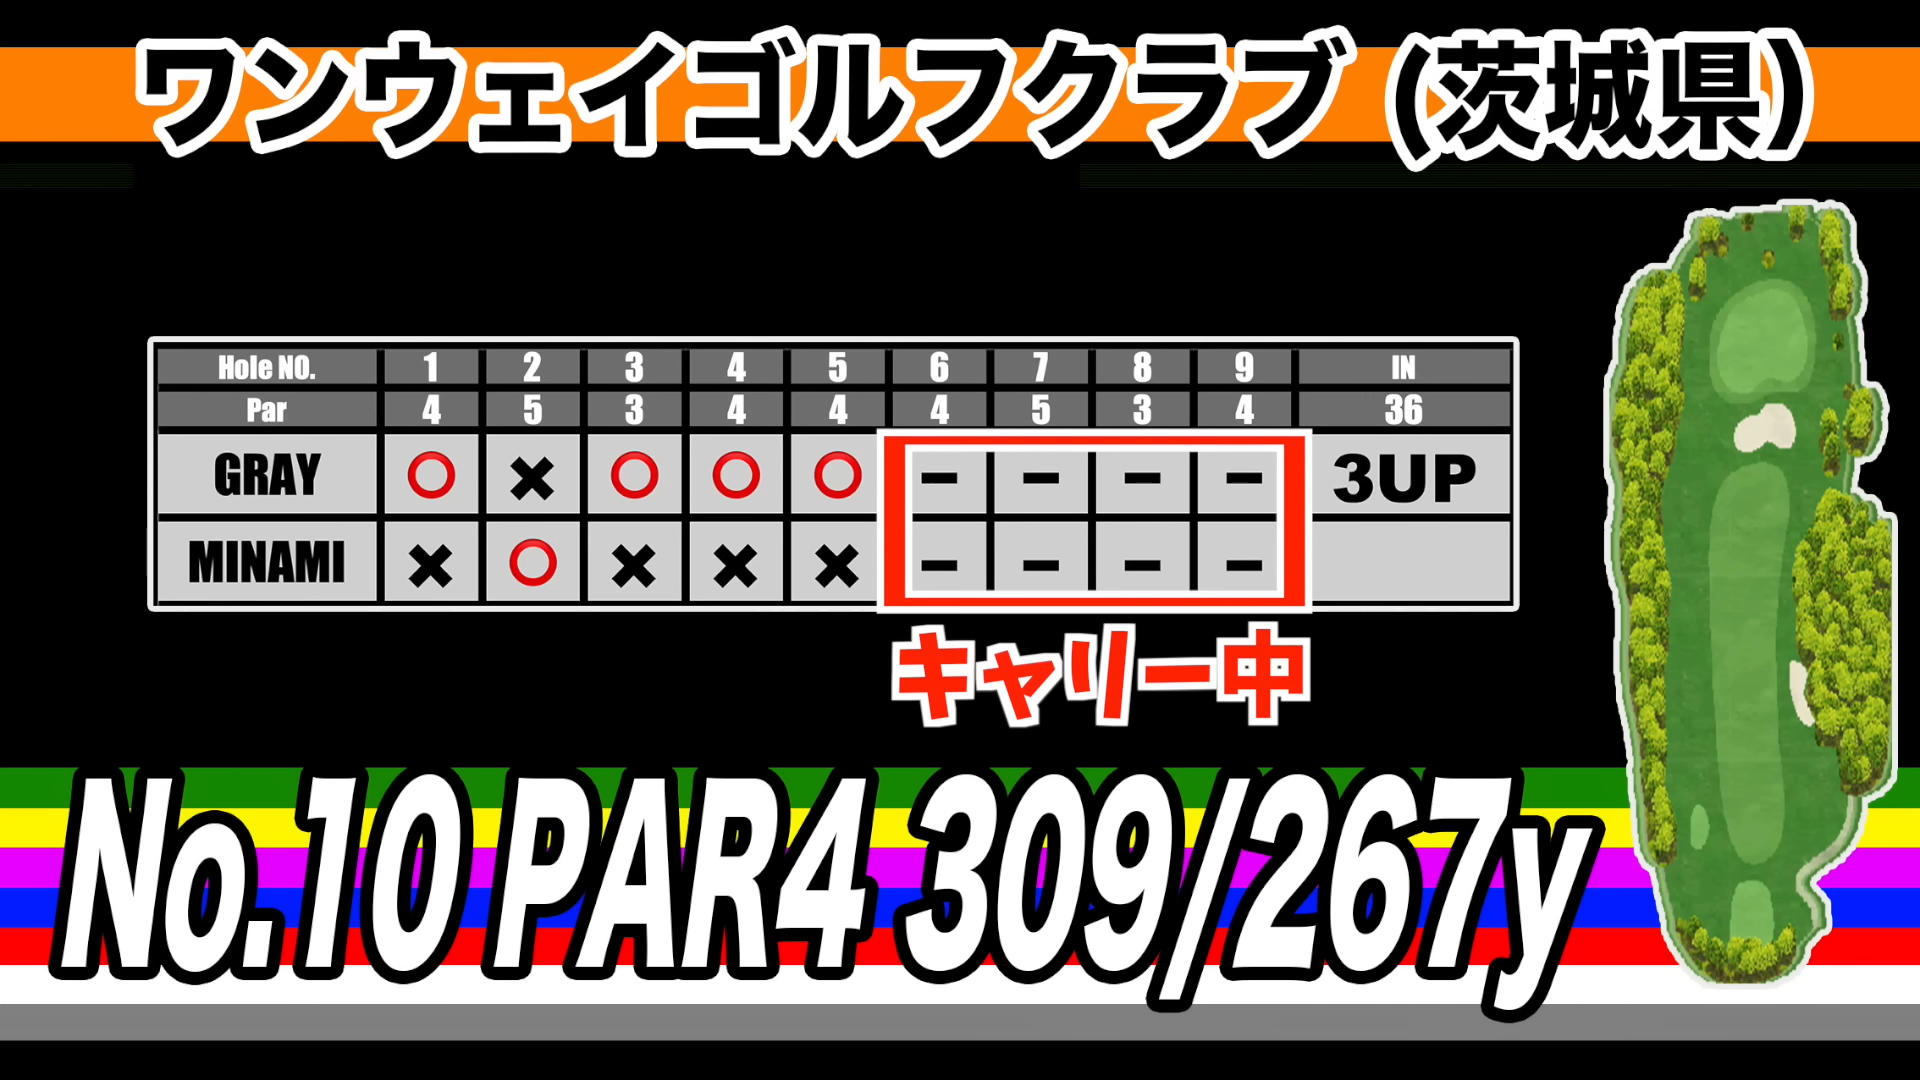 ワンウェイゴルフクラブ (茨城県)
Hole NO. 1 2 3 4 5 6 7 8 9 IN
Par 4 5 3 4 4 4 5 3 4 36
GRAY ○ × ○ ○ ○ － － － － 3UP
MINAMI × ○ × × × － － － －
キャリー中
No.10 PAR4 309/267y